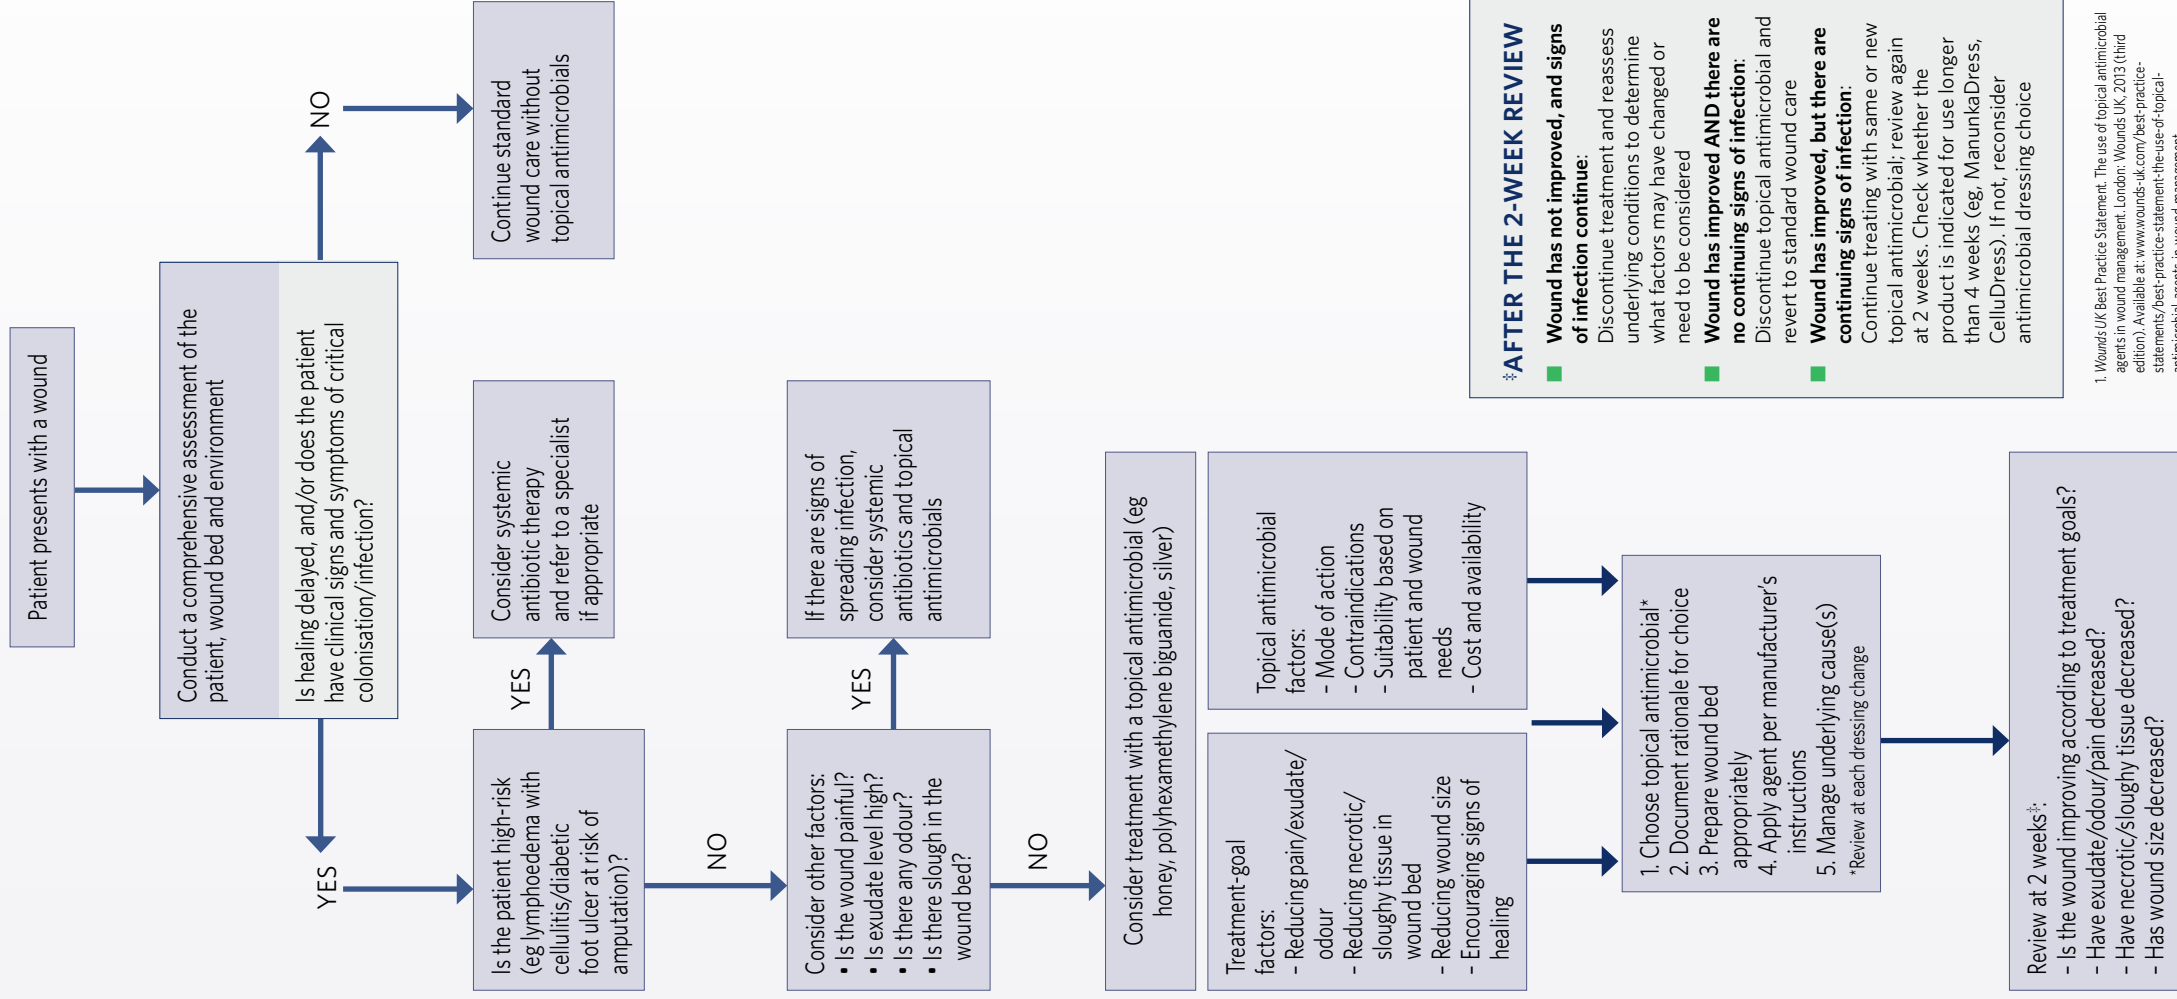 Patient presents with a wound
Conduct a comprehensive assessment of the
patient, wound bed and environment
Is healing delayed, and/or does the patient
have clinical signs and symptoms of critical
colonisation/infection?
YES
NO
Is the patient high-risk
(eg lymphoedema with
cellulitis/diabetic
foot ulcer at risk of
amputation)?
YES
Consider systemic
antibiotic therapy
and refer to a specialist
if appropriate
Continue standard
wound care without
topical antimicrobials
NO
Consider other factors:
▪ Is the wound painful?
▪ Is exudate level high?
▪ Is there any odour?
▪ Is there slough in the
wound bed?
YES
If there are signs of
spreading infection,
consider systemic
antibiotics and topical
antimicrobials
NO
Consider treatment with a topical antimicrobial (eg
honey, polyhexamethylene biguanide, silver)
Treatment-goal
factors:
– Reducing pain/exudate/
odour
– Reducing necrotic/
sloughy tissue in
wound bed
– Reducing wound size
– Encouraging signs of
healing
Topical antimicrobial
factors:
– Mode of action
– Contraindications
– Suitability based on
patient and wound
needs
– Cost and availability
1. Choose topical antimicrobial*
2. Document rationale for choice
3. Prepare wound bed
appropriately
4. Apply agent per manufacturer's
instructions
5. Manage underlying cause(s)
*Review at each dressing change
Review at 2 weeks‡:
– Is the wound improving according to treatment goals?
– Have exudate/odour/pain decreased?
– Have necrotic/sloughy tissue decreased?
– Has wound size decreased?
‡AFTER THE 2-WEEK REVIEW
■ Wound has not improved, and signs
of infection continue:
Discontinue treatment and reassess
underlying conditions to determine
what factors may have changed or
need to be considered
■ Wound has improved AND there are
no continuing signs of infection:
Discontinue topical antimicrobial and
revert to standard wound care
■ Wound has improved, but there are
continuing signs of infection:
Continue treating with same or new
topical antimicrobial; review again
at 2 weeks. Check whether the
product is indicated for use longer
than 4 weeks (eg, ManunkaDress,
CelluDress). If not, reconsider
antimicrobial dressing choice
1. Wounds UK Best Practice Statement. The use of topical antimicrobial
agents in wound management. London: Wounds UK, 2013 (third
edition). Available at: www.wounds-uk.com/best-practice-
statements/best-practice-statement-the-use-of-topical-
antimicrobial-agents-in-wound-management